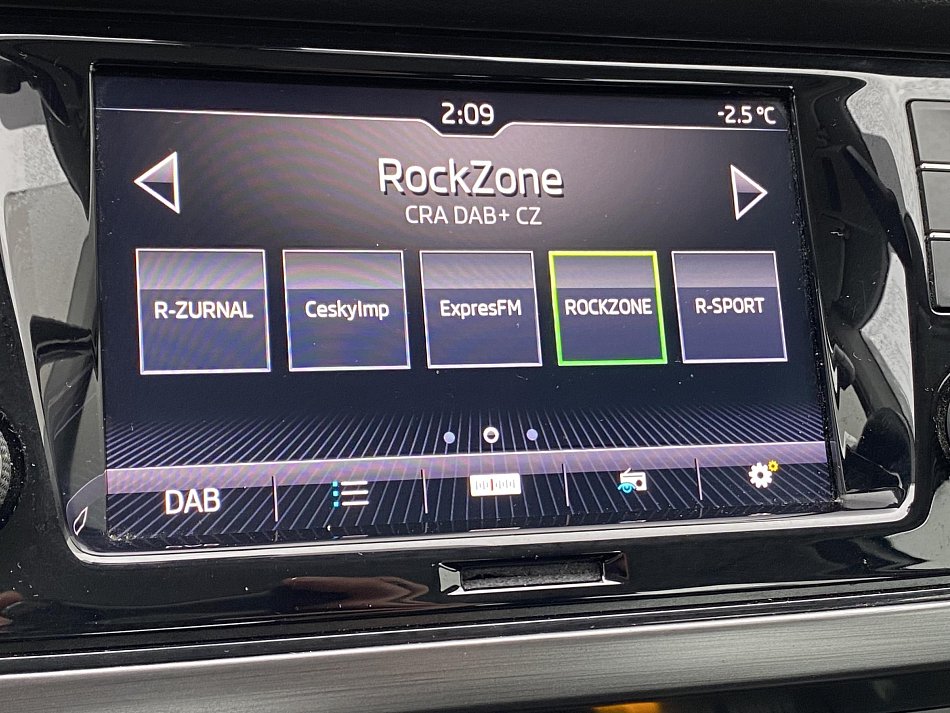 2:09
-2.5 °C
RockZone
CRA DAB+ CZ
R-ZURNAL
CeskyImp
ExpresFM
ROCKZONE
R-SPORT
DAB